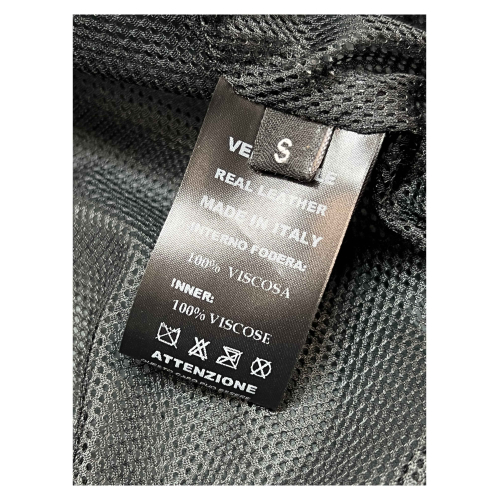 S
REAL LEATHER
MADE IN ITALY
INTERNO FODERA:
100% VISCOSA
INNER:
100% VISCOSE
ATTENZIONE